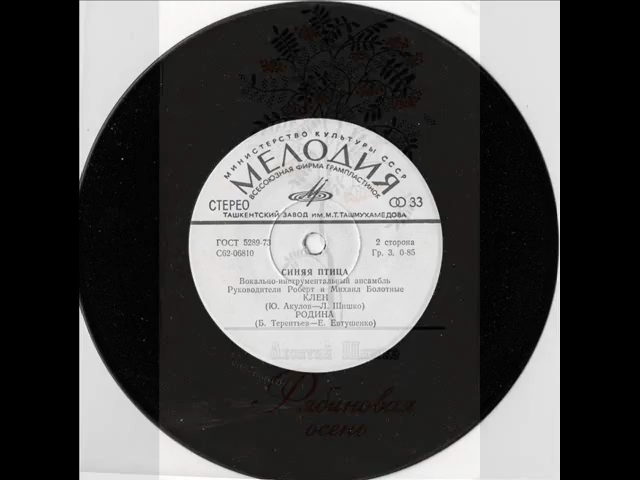 МИНИСТЕРСТВО КУЛЬТУРЫ СССР
МЕЛОДИЯ
ВСЕСОЮЗНАЯ ФИРМА ГРАМПЛАСТИНОК
СТЕРЕО
33
ТАШКЕНТСКИЙ ЗАВОД ИМ. М.Т. ТАШМУХАМЕДОВА
ГОСТ 5289-73
2 сторона
С62-06810
Гр. 3. 0-85
СИНЯЯ ПТИЦА
Вокально-инструментальный ансамбль
Руководители Роберт и Михаил Болотные
КЛЕН
(Ю. Акулов—Л. Шишко)
РОДИНА
(Б. Терентьев—Е. Евтушенко)
Рябиновая
осень